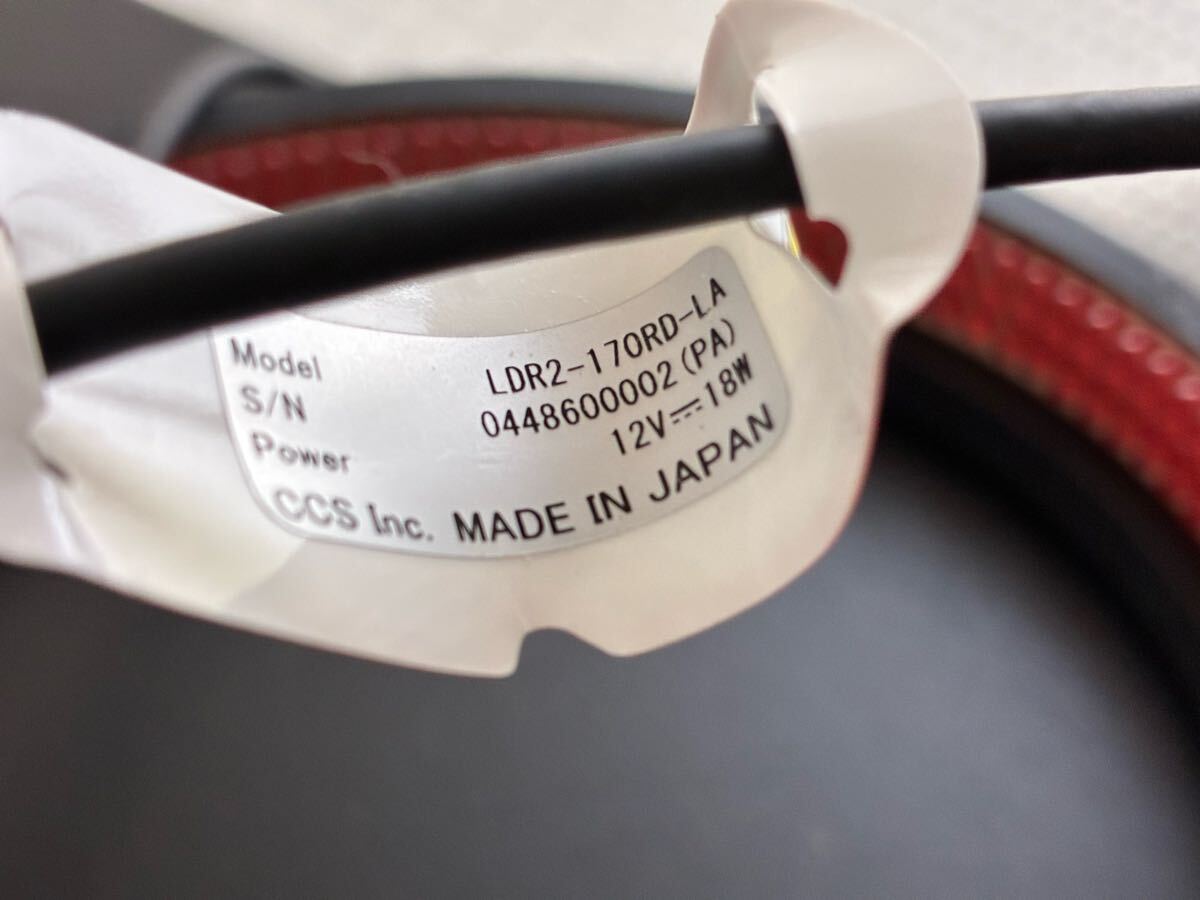 Model LDR2-170RD-LA
S/N 0448600002(PA)
Power 12V⎓18W
CCS Inc. MADE IN JAPAN